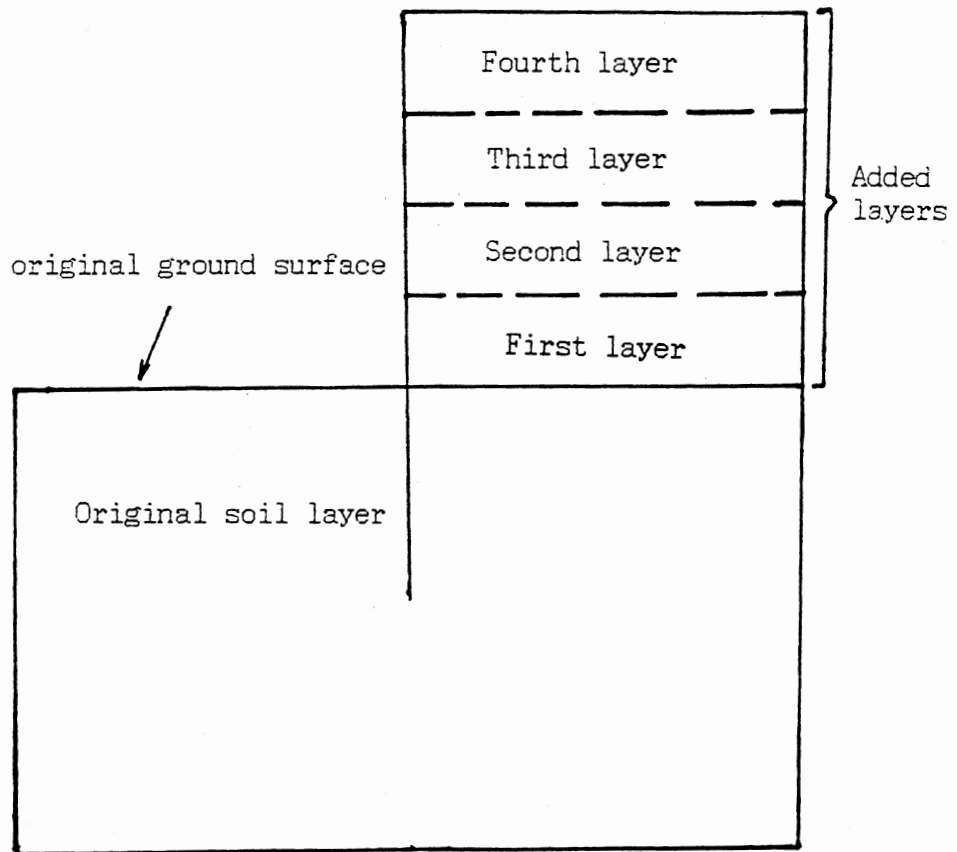 Fourth layer
Third layer
Added
layers
Second layer
original ground surface
First layer
Original soil layer